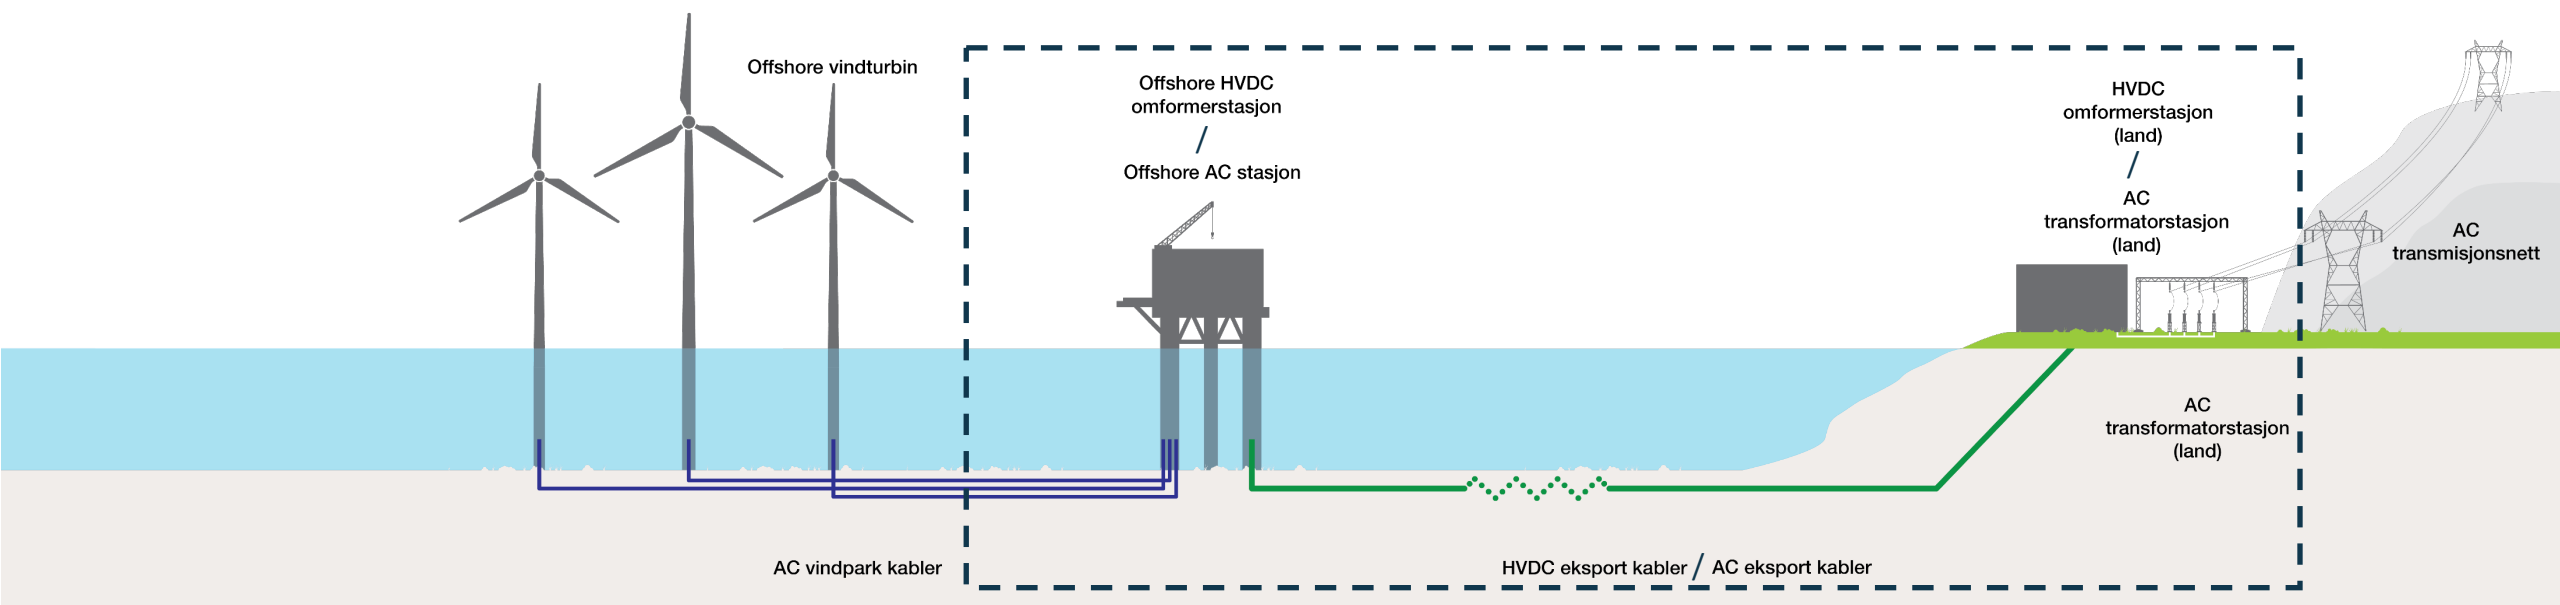 Offshore vindturbin
Offshore HVDC
omformerstasjon
/
Offshore AC stasjon
HVDC
omformerstasjon
(land)
/
AC
transformatorstasjon
(land)
AC
transmisjonsnett
AC
transformatorstasjon
(land)
AC vindpark kabler
HVDC eksport kabler / AC eksport kabler